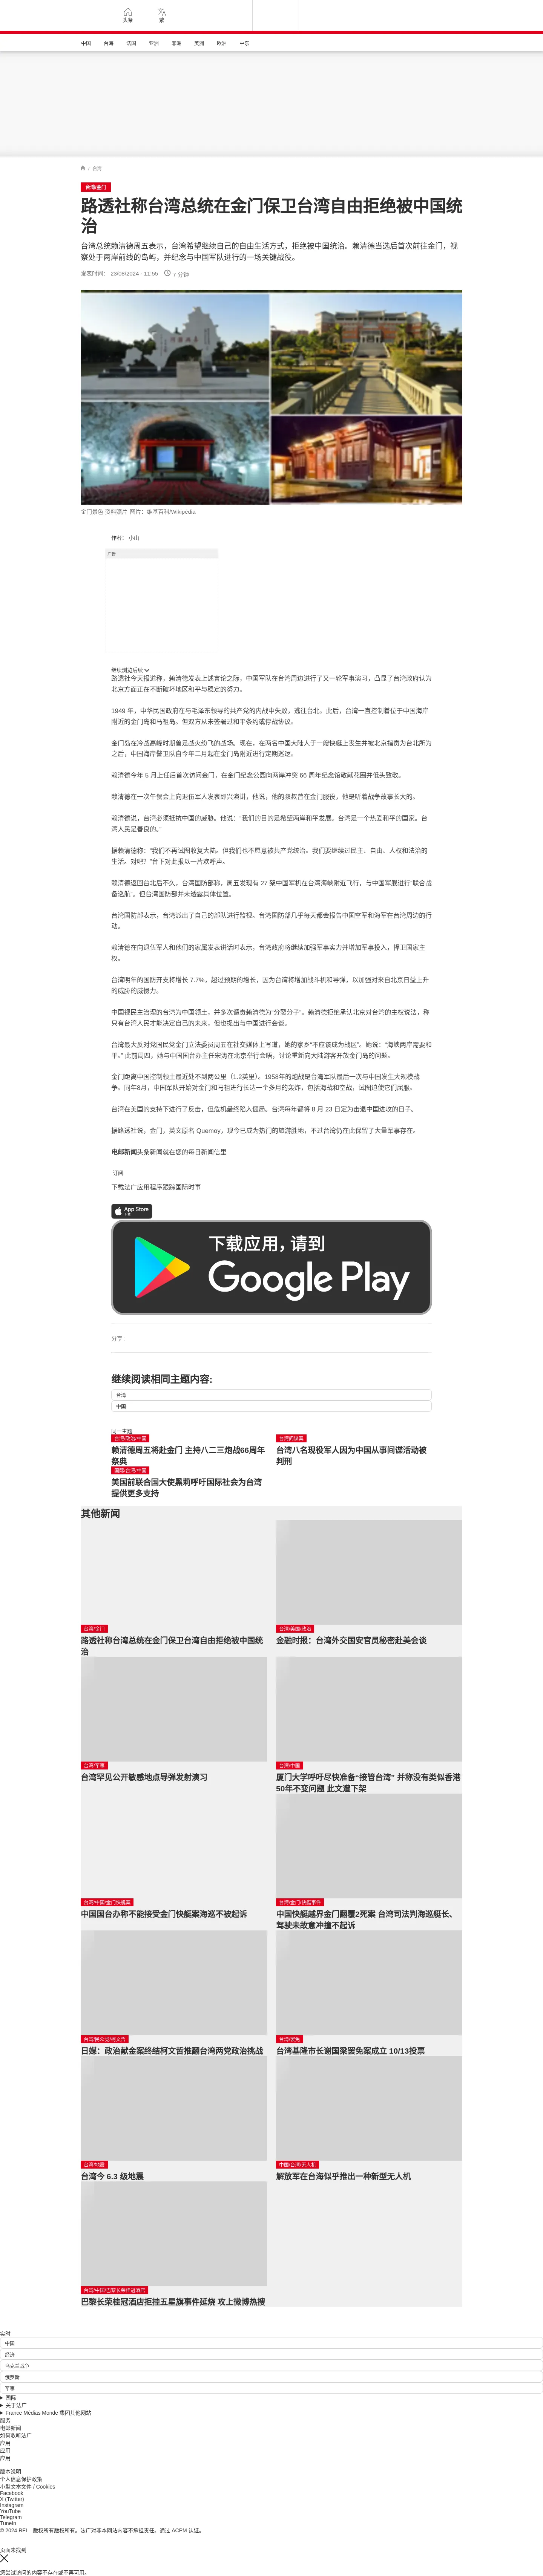 头条
繁
中国
台海
法国
亚洲
非洲
美洲
欧洲
中东
/ 台湾
台湾/金门
路透社称台湾总统在金门保卫台湾自由拒绝被中国统
治
台湾总统赖清德周五表示，台湾希望继续自己的自由生活方式，拒绝被中国统治。赖清德当选后首次前往金门，视
察处于两岸前线的岛屿，并纪念与中国军队进行的一场关键战役。
发表时间： 23/08/2024 - 11:55 7 分钟
金门景色 资料照片 图片：维基百科/Wikipédia
作者： 小山
广告
继续浏览后续
路透社今天报道称，赖清德发表上述言论之际，中国军队在台湾周边进行了又一轮军事演习，凸显了台湾政府认为
北京方面正在不断破坏地区和平与稳定的努力。
1949 年，中华民国政府在与毛泽东领导的共产党的内战中失败，逃往台北。此后，台湾一直控制着位于中国海岸
附近的金门岛和马祖岛。但双方从未签署过和平条约或停战协议。
金门岛在冷战高峰时期曾是战火纷飞的战场。现在，在两名中国大陆人于一艘快艇上丧生并被北京指责为台北所为
之后，中国海岸警卫队自今年二月起在金门岛附近进行定期巡逻。
赖清德今年 5 月上任后首次访问金门，在金门纪念公园向两岸冲突 66 周年纪念馆敬献花圈并低头致敬。
赖清德在一次午餐会上向退伍军人发表即兴演讲，他说，他的叔叔曾在金门服役，他是听着战争故事长大的。
赖清德说，台湾必须抵抗中国的威胁。他说：“我们的目的是希望两岸和平发展。台湾是一个热爱和平的国家。台
湾人民是善良的。”
据赖清德称：“我们不再试图收复大陆。但我们也不愿意被共产党统治。我们要继续过民主、自由、人权和法治的
生活。对吧？”台下对此报以一片欢呼声。
赖清德返回台北后不久，台湾国防部称，周五发现有 27 架中国军机在台湾海峡附近飞行，与中国军舰进行“联合战
备巡航”。但台湾国防部并未透露具体位置。
台湾国防部表示，台湾派出了自己的部队进行监视。台湾国防部几乎每天都会报告中国空军和海军在台湾周边的行
动。
赖清德在向退伍军人和他们的家属发表讲话时表示，台湾政府将继续加强军事实力并增加军事投入，捍卫国家主
权。
台湾明年的国防开支将增长 7.7%，超过预期的增长，因为台湾将增加战斗机和导弹，以加强对来自北京日益上升
的威胁的威慑力。
中国视民主治理的台湾为中国领土，并多次谴责赖清德为“分裂分子”。赖清德拒绝承认北京对台湾的主权说法，称
只有台湾人民才能决定自己的未来，但也提出与中国进行会谈。
台湾最大反对党国民党金门立法委员周五在社交媒体上写道，她的家乡“不应该成为战区”。她说：“海峡两岸需要和
平。” 此前周四，她与中国国台办主任宋涛在北京举行会晤，讨论重新向大陆游客开放金门岛的问题。
金门距离中国控制领土最近处不到两公里（1.2英里）。1958年的炮战是台湾军队最后一次与中国发生大规模战
争。同年8月，中国军队开始对金门和马祖进行长达一个多月的轰炸，包括海战和空战，试图迫使它们屈服。
台湾在美国的支持下进行了反击，但危机最终陷入僵局。台湾每年都将 8 月 23 日定为击退中国进攻的日子。
据路透社说，金门，英文原名 Quemoy，现今已成为热门的旅游胜地，不过台湾仍在此保留了大量军事存在。
电邮新闻头条新闻就在您的每日新闻信里
订阅
下载法广应用程序跟踪国际时事
App Store
下载
下载应用，请到
Google Play
分享 :
继续阅读相同主题内容:
台湾
中国
同一主题
台湾/政治/中国
赖清德周五将赴金门 主持八二三炮战66周年
祭典
台湾间谍案
台湾八名现役军人因为中国从事间谍活动被
判刑
国际/台湾/中国
美国前联合国大使黑莉呼吁国际社会为台湾
提供更多支持
其他新闻
台湾/金门
路透社称台湾总统在金门保卫台湾自由拒绝被中国统
治
台湾/美国/政治
金融时报：台湾外交国安官员秘密赴美会谈
台湾/军事
台湾罕见公开敏感地点导弹发射演习
台湾/中国
厦门大学呼吁尽快准备“接管台湾” 并称没有类似香港
50年不变问题 此文遭下架
台湾/中国/金门快艇案
中国国台办称不能接受金门快艇案海巡不被起诉
台湾/金门/快艇事件
中国快艇越界金门翻覆2死案 台湾司法判海巡艇长、
驾驶未故意冲撞不起诉
台湾/民众党/柯文哲
日媒：政治献金案终结柯文哲推翻台湾两党政治挑战
台湾/罢免
台湾基隆市长谢国梁罢免案成立 10/13投票
台湾/地震
台湾今 6.3 级地震
中国/台湾/无人机
解放军在台海似乎推出一种新型无人机
台湾/中国/巴黎长荣桂冠酒店
巴黎长荣桂冠酒店拒挂五星旗事件延烧 攻上微博热搜
实时
中国
经济
乌克兰战争
俄罗斯
军事
国际
关于法广
France Médias Monde 集团其他网站
服务
电邮新闻
如何收听法广
应用
应用
应用
版本说明
个人信息保护政策
小型文本文件 / Cookies
Facebook
X (Twitter)
Instagram
YouTube
Telegram
TuneIn
© 2024 RFI – 版权所有版权所有。法广对非本网站内容不承担责任。通过 ACPM 认证。
页面未找到
您尝试访问的内容不存在或不再可用。